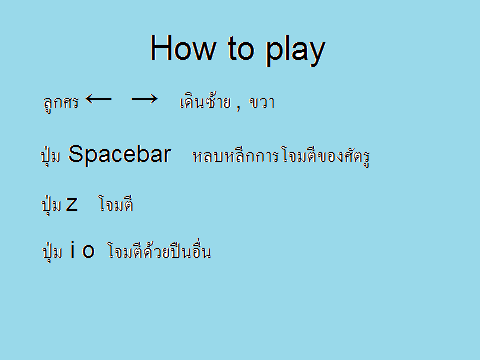 How to play
ลูกศร ← → เดินซ้าย , ขวา
ปุ่ม Spacebar หลบหลีกการโจมตีของศัตรู
ปุ่ม z โจมตี
ปุ่ม i o โจมตีด้วยปืนอื่น